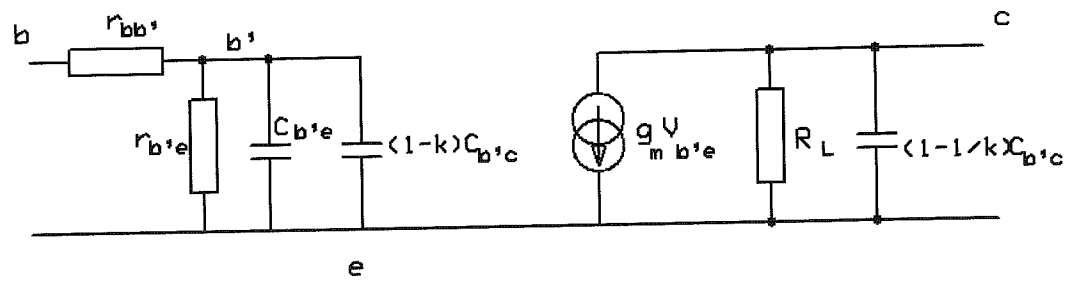 b
r_bb'
b'
c
r_b'e
C_b'e
(1-k)C_b'c
g_m V_b'e
R_L
(1-1/k)C_b'c
e